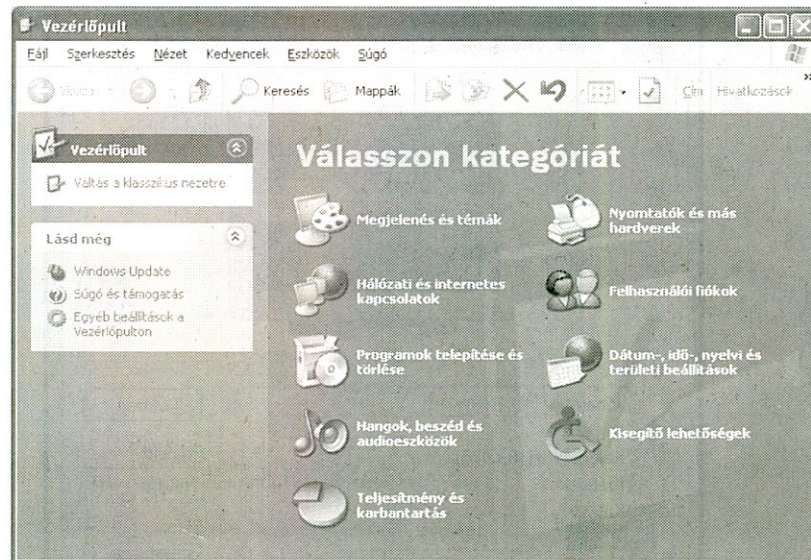 Vezérlőpult
Fájl Szerkesztés Nézet Kedvencek Eszközök Súgó
Vissza Keresés Mappák Cím Hivatkozások »
Vezérlőpult
Váltás a klasszikus nézetre
Lásd még
Windows Update
Súgó és támogatás
Egyéb beállítások a
Vezérlőpulton
Válasszon kategóriát
Megjelenés és témák
Nyomtatók és más
hardverek
Hálózati és internetes
kapcsolatok
Felhasználói fiókok
Programok telepítése és
törlése
Dátum-, idő-, nyelvi és
területi beállítások
Hangok, beszéd és
audioeszközök
Kisegítő lehetőségek
Teljesítmény és
karbantartás